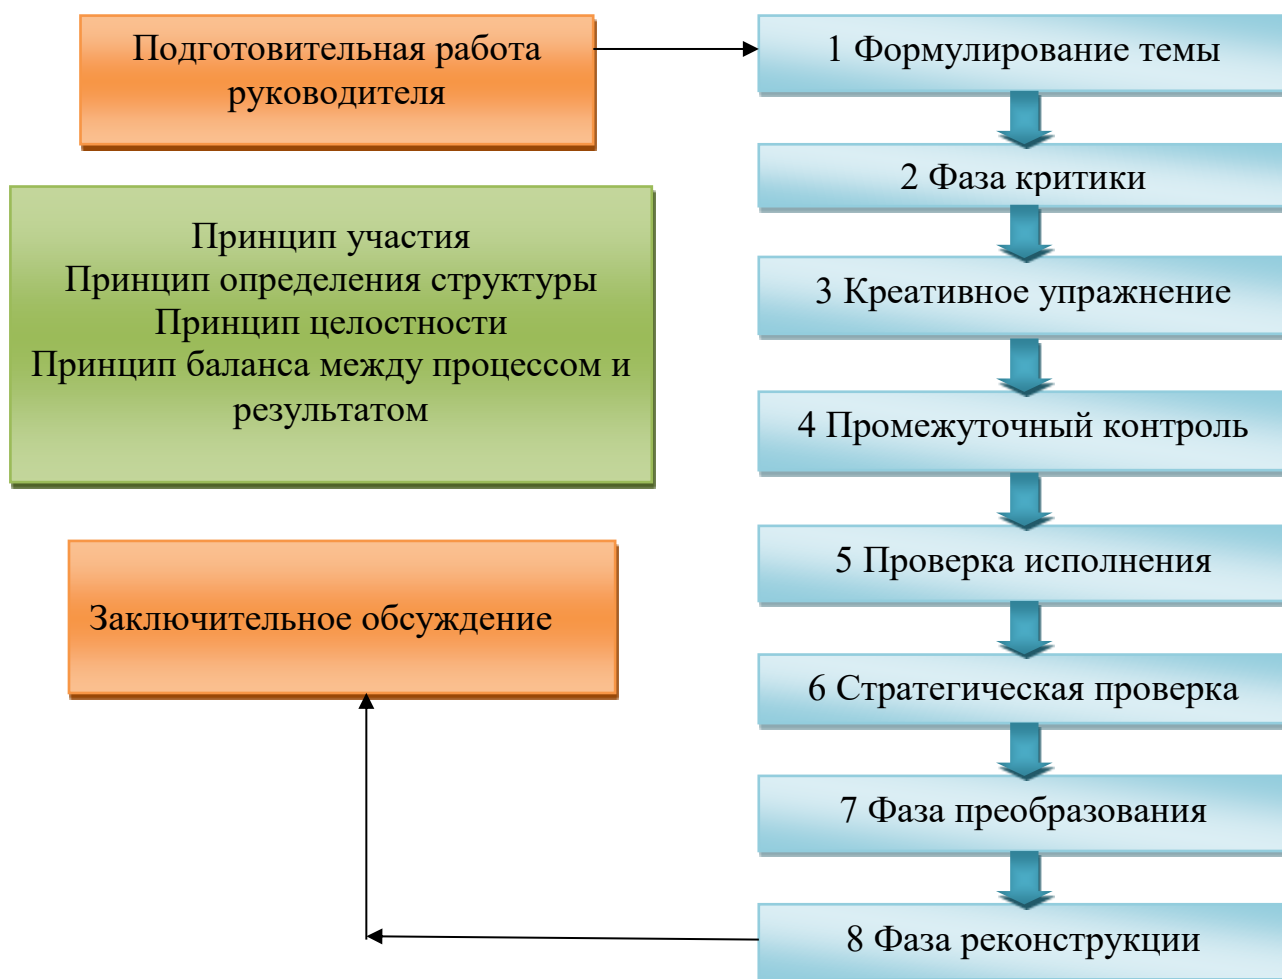 Подготовительная работа
руководителя
1 Формулирование темы
2 Фаза критики
3 Креативное упражнение
4 Промежуточный контроль
5 Проверка исполнения
6 Стратегическая проверка
7 Фаза преобразования
8 Фаза реконструкции
Принцип участия
Принцип определения структуры
Принцип целостности
Принцип баланса между процессом и
результатом
Заключительное обсуждение